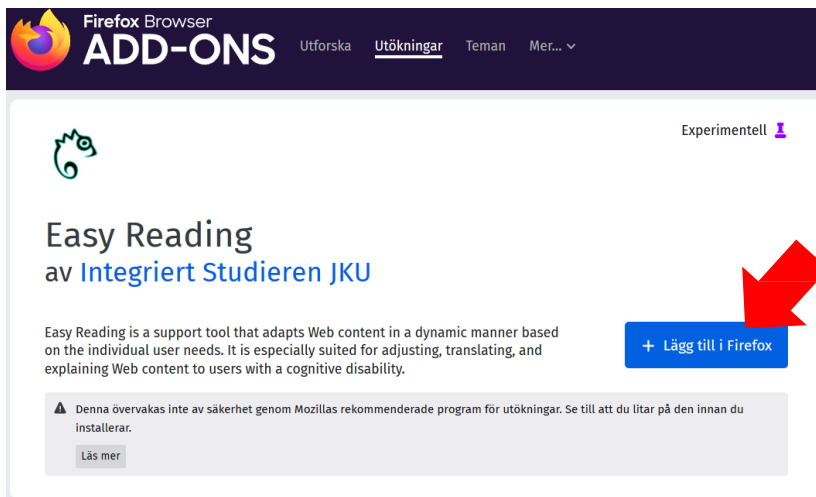 Firefox Browser
ADD-ONS
Utforska Utökningar Teman Mer...
Experimentell
Easy Reading
av Integriert Studieren JKU
Easy Reading is a support tool that adapts Web content in a dynamic manner based
on the individual user needs. It is especially suited for adjusting, translating, and
explaining Web content to users with a cognitive disability.
+ Lägg till i Firefox
Denna övervakas inte av säkerhet genom Mozillas rekommenderade program för utökningar. Se till att du litar på den innan du
installerar.
Läs mer